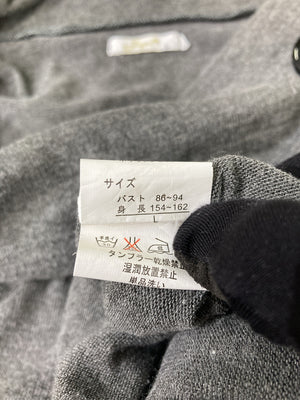 サイズ
バスト 86~94
身 長 154~162
L
タンブラー乾燥禁止
湿潤放置禁止
単品洗い